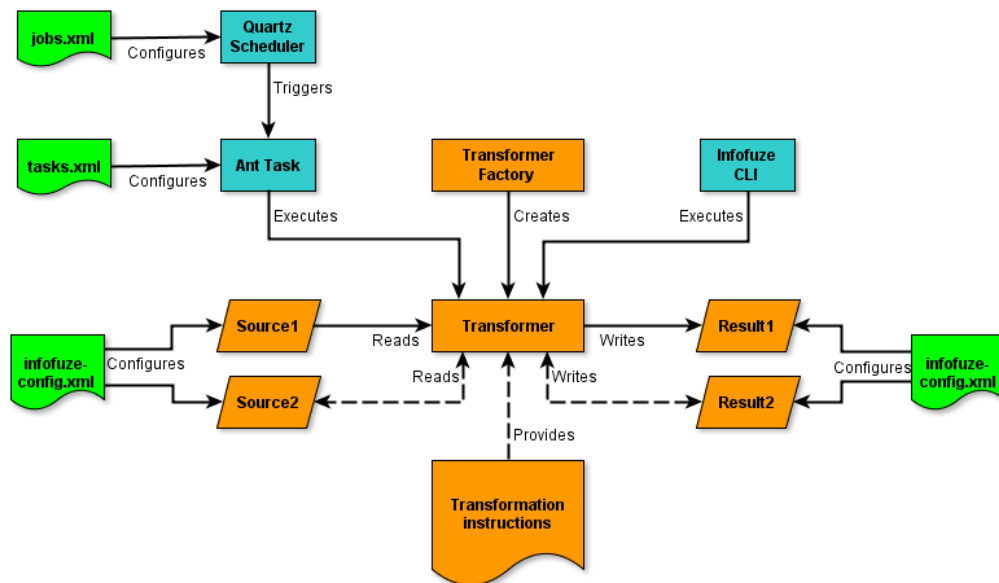 jobs.xml
Configures
Quartz
Scheduler
Triggers
tasks.xml
Configures
Ant Task
Executes
Transformer
Factory
Creates
Infofuze
CLI
Executes
infofuze-
config.xml
Configures
Source1
Reads
Transformer
Writes
Result1
Source2
Reads
Writes
Result2
Configures
infofuze-
config.xml
Provides
Transformation
instructions